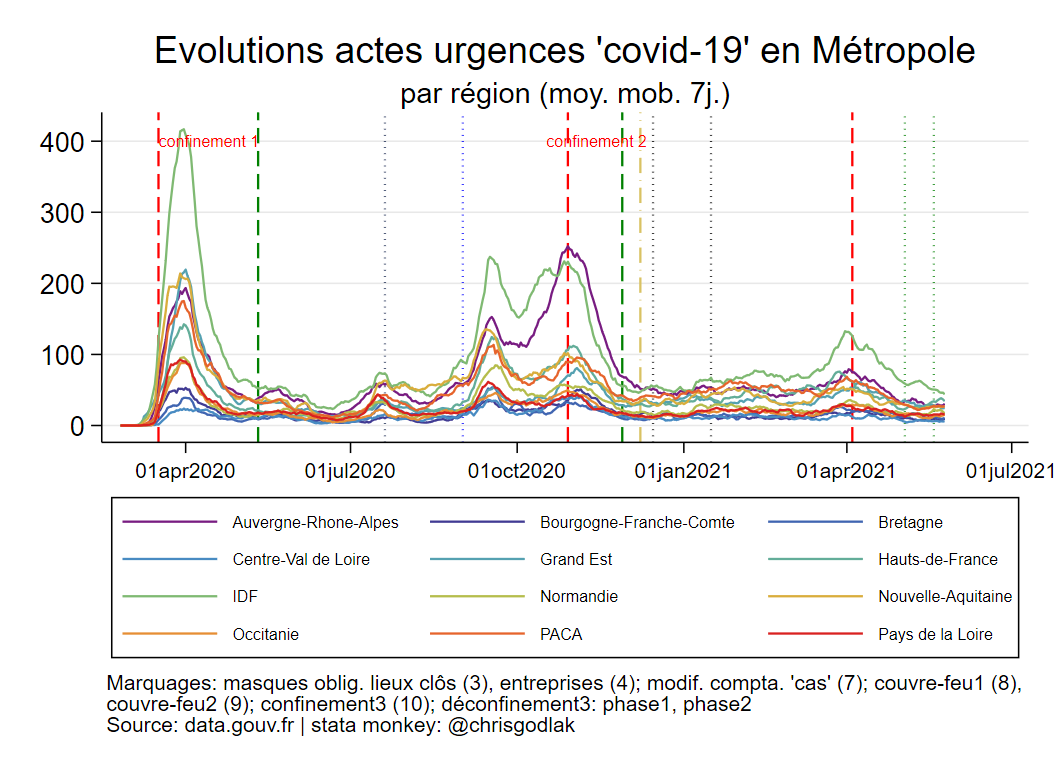 Evolutions actes urgences 'covid-19' en Métropole
par région (moy. mob. 7j.)
confinement 1
confinement 2
400
300
200
100
0
01apr2020
01jul2020
01oct2020
01jan2021
01apr2021
01jul2021
Auvergne-Rhone-Alpes
Bourgogne-Franche-Comte
Bretagne
Centre-Val de Loire
Grand Est
Hauts-de-France
IDF
Normandie
Nouvelle-Aquitaine
Occitanie
PACA
Pays de la Loire
Marquages: masques oblig. lieux clôs (3), entreprises (4); modif. compta. 'cas' (7); couvre-feu1 (8),
couvre-feu2 (9); confinement3 (10); déconfinement3: phase1, phase2
Source: data.gouv.fr | stata monkey: @chrisgodlak